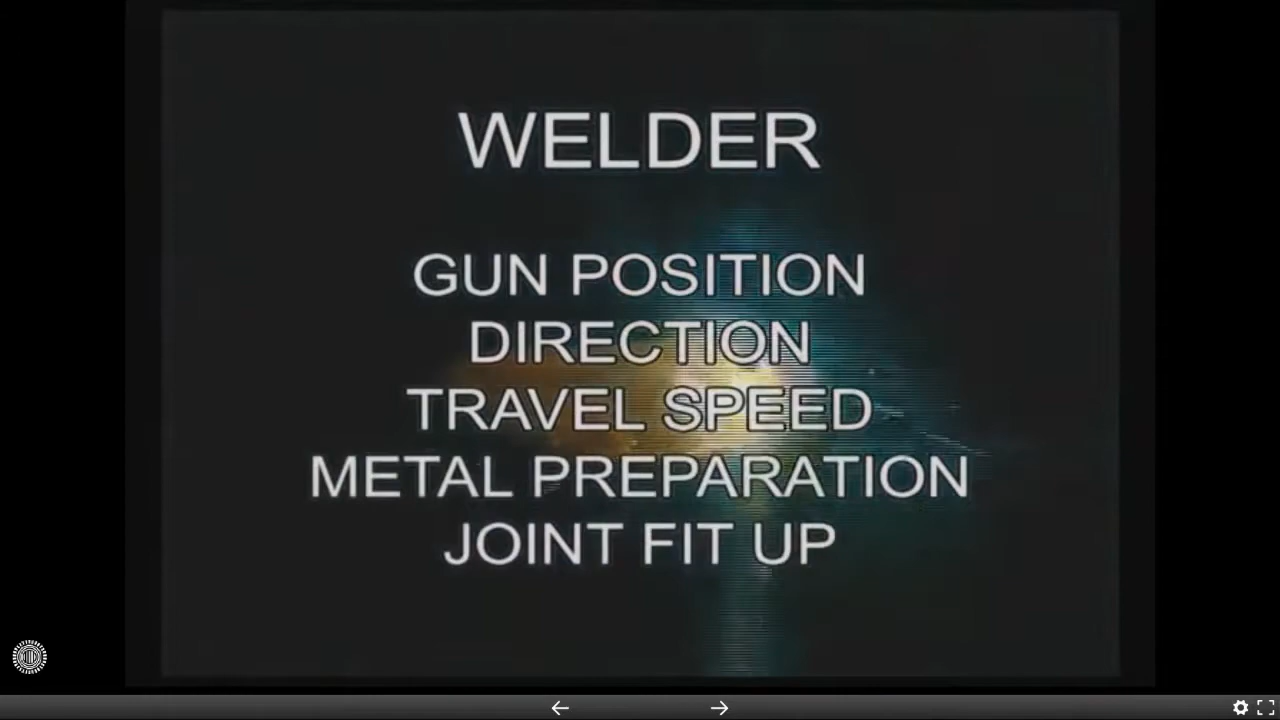 WELDER
GUN POSITION
DIRECTION
TRAVEL SPEED
METAL PREPARATION
JOINT FIT UP